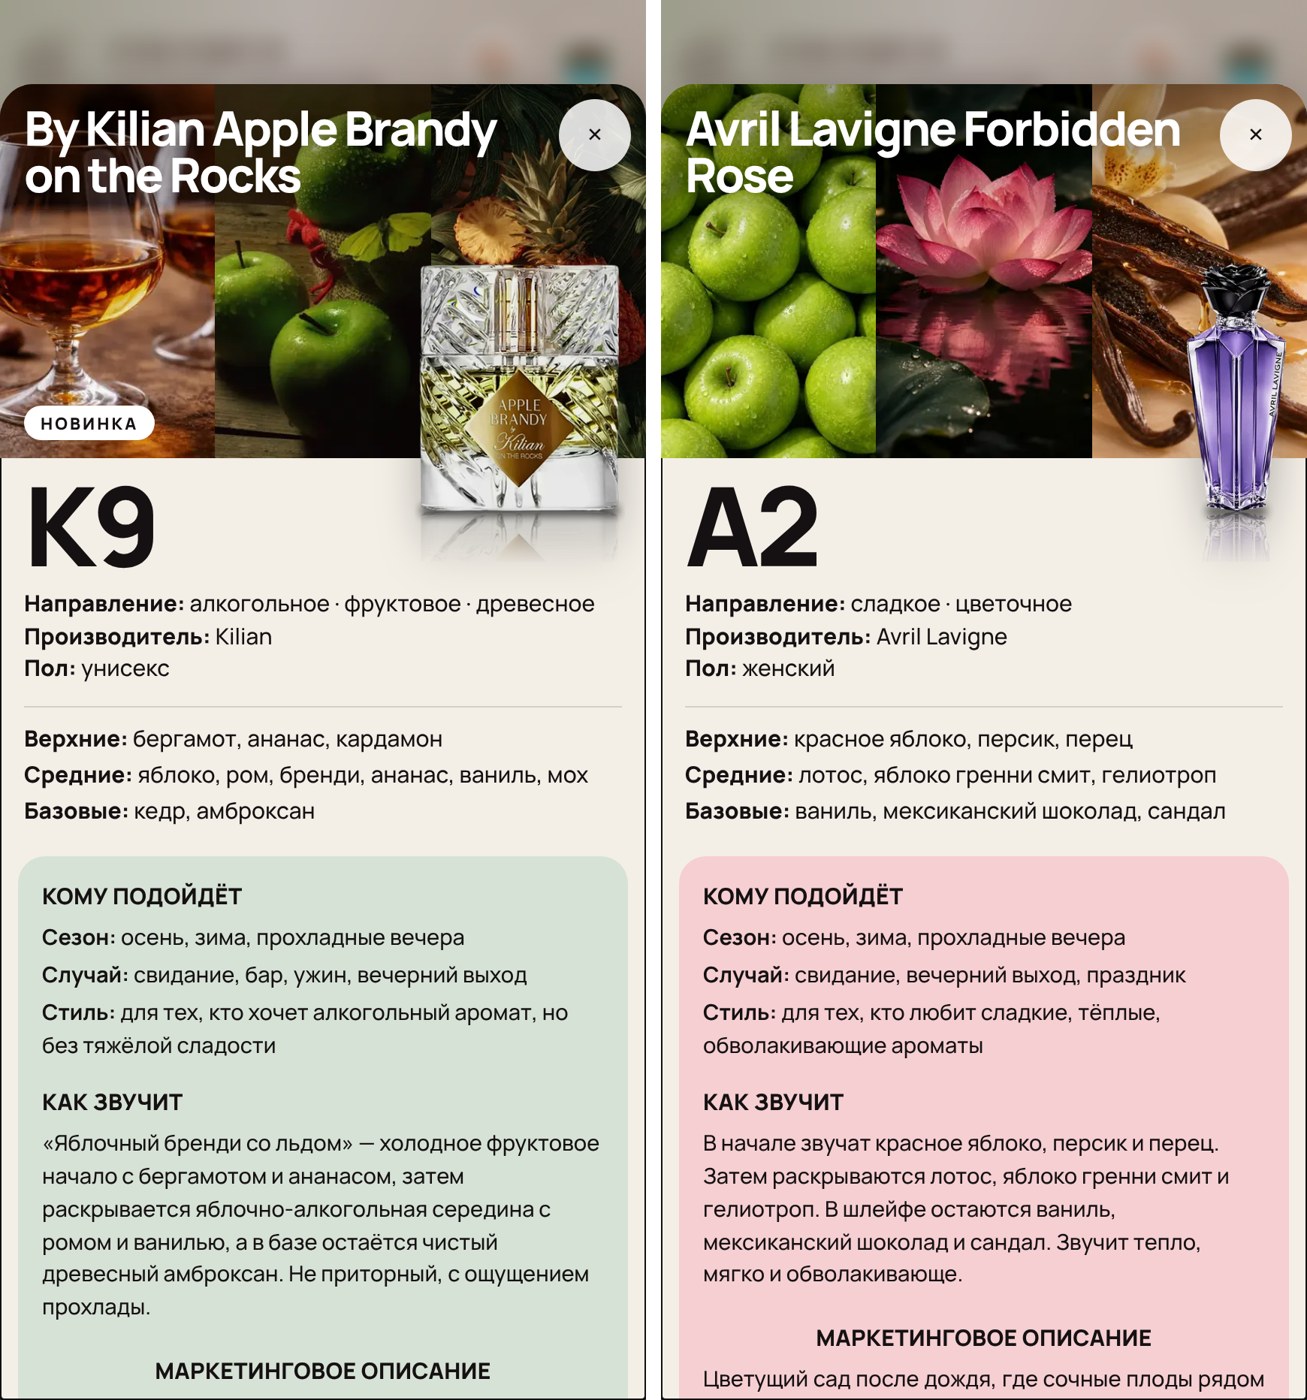 By Kilian Apple Brandy
on the Rocks
×
НОВИНКА
APPLE
BRANDY
by
Kilian
ON THE ROCKS
K9
Направление: алкогольное · фруктовое · древесное
Производитель: Kilian
Пол: унисекс
Верхние: бергамот, ананас, кардамон
Средние: яблоко, ром, бренди, ананас, ваниль, мох
Базовые: кедр, амброксан
КОМУ ПОДОЙДЁТ
Сезон: осень, зима, прохладные вечера
Случай: свидание, бар, ужин, вечерний выход
Стиль: для тех, кто хочет алкогольный аромат, но
без тяжёлой сладости
КАК ЗВУЧИТ
«Яблочный бренди со льдом» — холодное фруктовое
начало с бергамотом и ананасом, затем
раскрывается яблочно-алкогольная середина с
ромом и ванилью, а в базе остаётся чистый
древесный амброксан. Не приторный, с ощущением
прохлады.
МАРКЕТИНГОВОЕ ОПИСАНИЕ
Avril Lavigne Forbidden
Rose
×
AVRIL LAVIGNE
A2
Направление: сладкое · цветочное
Производитель: Avril Lavigne
Пол: женский
Верхние: красное яблоко, персик, перец
Средние: лотос, яблоко гренни смит, гелиотроп
Базовые: ваниль, мексиканский шоколад, сандал
КОМУ ПОДОЙДЁТ
Сезон: осень, зима, прохладные вечера
Случай: свидание, вечерний выход, праздник
Стиль: для тех, кто любит сладкие, тёплые,
обволакивающие ароматы
КАК ЗВУЧИТ
В начале звучат красное яблоко, персик и перец.
Затем раскрываются лотос, яблоко гренни смит и
гелиотроп. В шлейфе остаются ваниль,
мексиканский шоколад и сандал. Звучит тепло,
мягко и обволакивающе.
МАРКЕТИНГОВОЕ ОПИСАНИЕ
Цветущий сад после дождя, где сочные плоды рядом